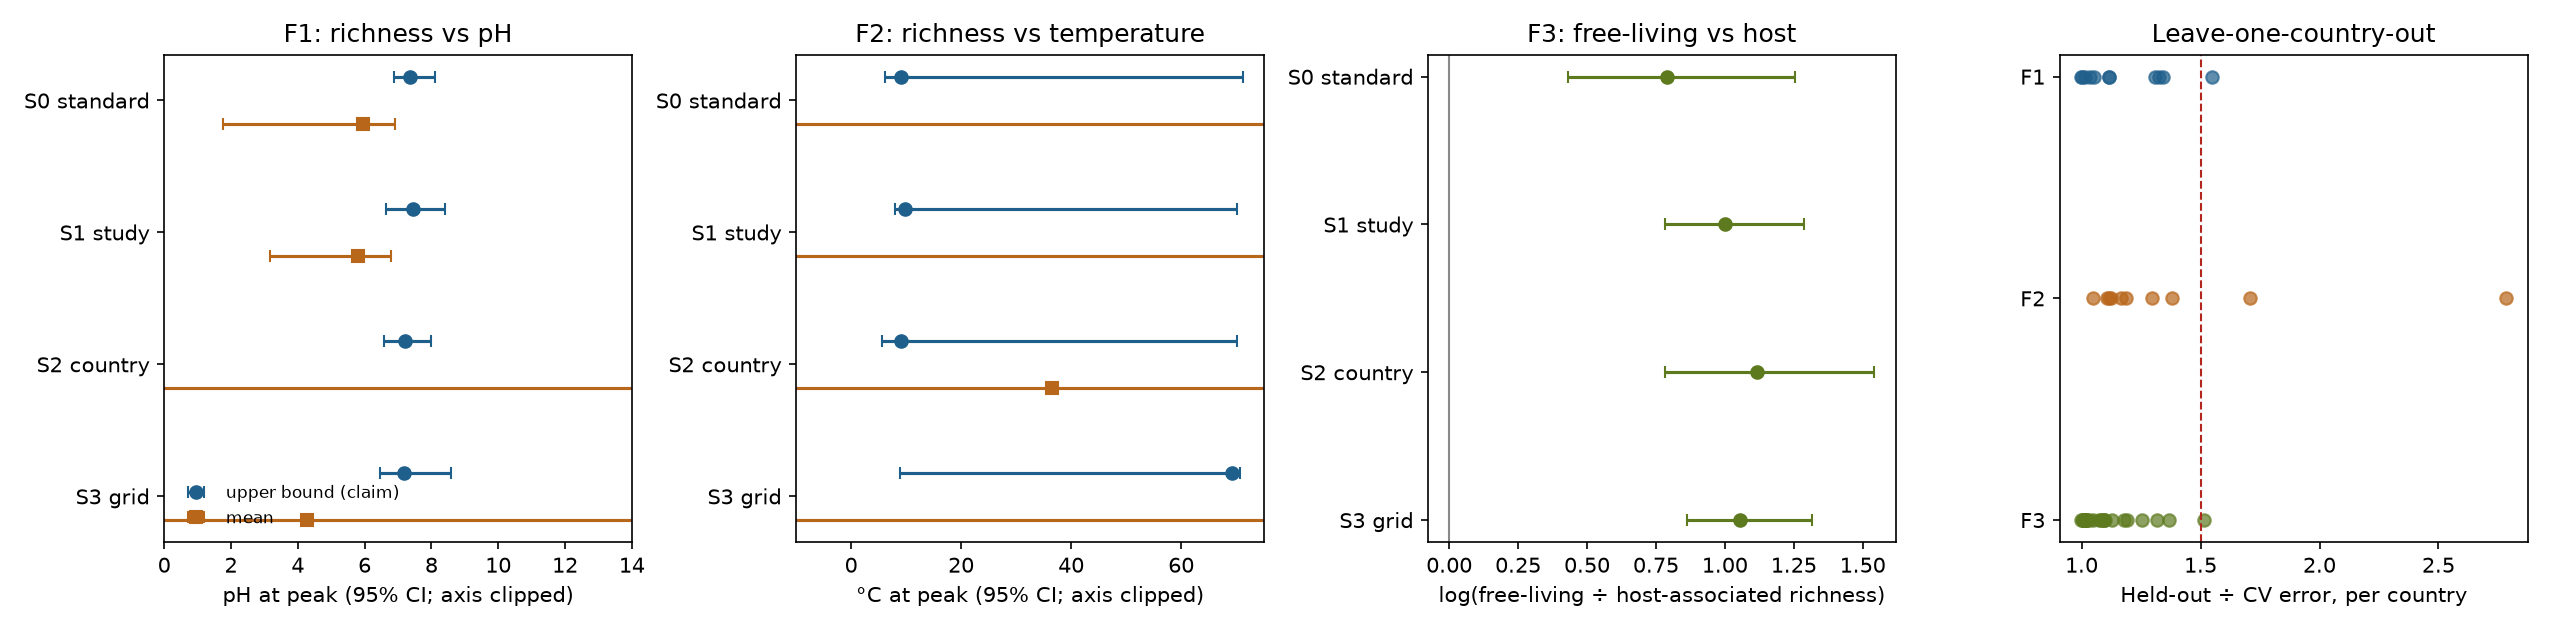 F1: richness vs pH
S0 standard
S1 study
S2 country
S3 grid
upper bound (claim)
mean
0 2 4 6 8 10 12 14
pH at peak (95% CI; axis clipped)
F2: richness vs temperature
S0 standard
S1 study
S2 country
S3 grid
0 20 40 60
°C at peak (95% CI; axis clipped)
F3: free-living vs host
S0 standard
S1 study
S2 country
S3 grid
0.00 0.25 0.50 0.75 1.00 1.25 1.50
log(free-living ÷ host-associated richness)
Leave-one-country-out
F1
F2
F3
1.0 1.5 2.0 2.5
Held-out ÷ CV error, per country